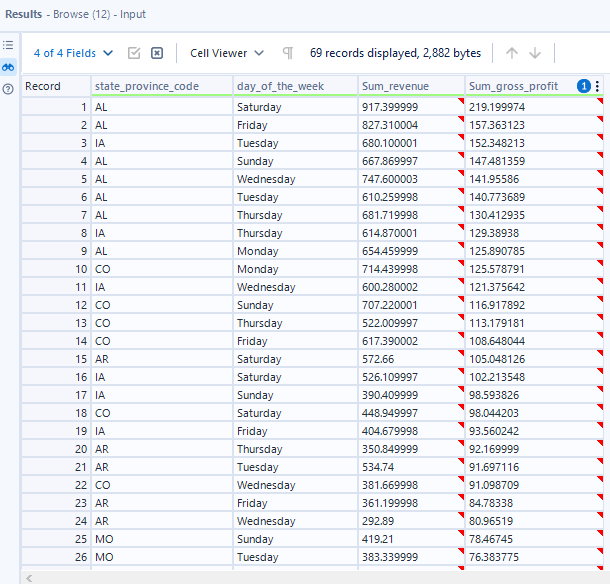 Results - Browse (12) - Input
4 of 4 Fields Cell Viewer 69 records displayed, 2,882 bytes
Record state_province_code day_of_the_week Sum_revenue Sum_gross_profit 1
1 AL Saturday 917.399999 219.199974
2 AL Friday 827.310004 157.363123
3 IA Tuesday 680.100001 152.348213
4 AL Sunday 667.869997 147.481359
5 AL Wednesday 747.600003 141.95586
6 AL Tuesday 610.259998 140.773689
7 AL Thursday 681.719998 130.412935
8 IA Thursday 614.870001 129.38938
9 AL Monday 654.459999 125.890785
10 CO Monday 714.439998 125.578791
11 IA Wednesday 600.280002 121.375642
12 CO Sunday 707.220001 116.917892
13 CO Thursday 522.009997 113.179181
14 CO Friday 617.390002 108.648044
15 AR Saturday 572.66 105.048126
16 IA Saturday 526.109997 102.213548
17 IA Sunday 390.409999 98.593826
18 CO Saturday 448.949997 98.044203
19 IA Friday 404.679998 93.560242
20 AR Thursday 350.849999 92.169999
21 AR Tuesday 534.74 91.697116
22 CO Wednesday 381.669998 91.098709
23 AR Friday 361.199998 84.78338
24 AR Wednesday 292.89 80.96519
25 MO Sunday 419.21 78.46745
26 MO Tuesday 383.339999 76.383775